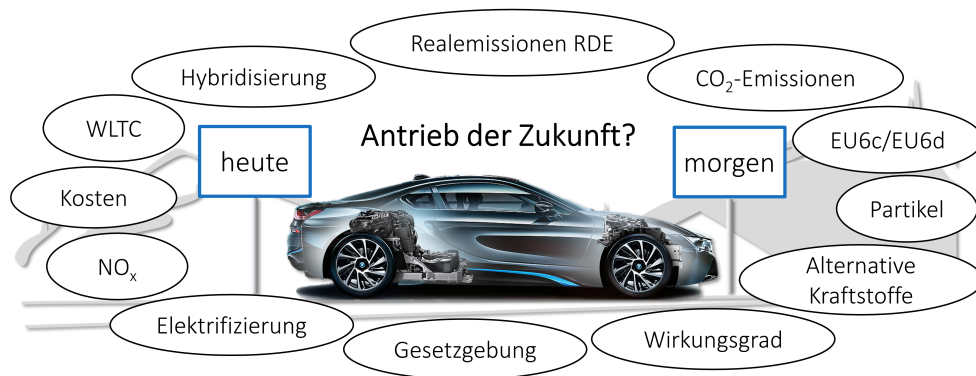 Realemissionen RDE
Hybridisierung
CO₂-Emissionen
WLTC
Antrieb der Zukunft?
EU6c/EU6d
heute
morgen
Kosten
Partikel
NOₓ
Alternative
Kraftstoffe
Elektrifizierung
Gesetzgebung
Wirkungsgrad